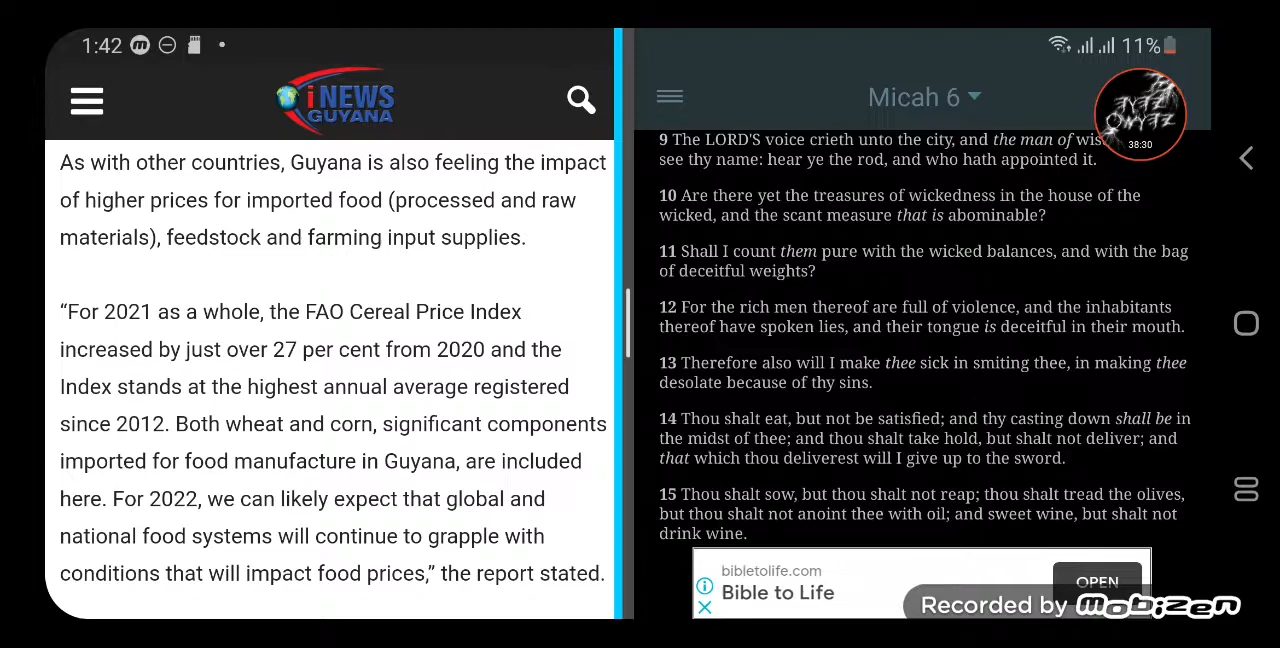 1:42
iNEWS
GUYANA
As with other countries, Guyana is also feeling the impact
of higher prices for imported food (processed and raw
materials), feedstock and farming input supplies.
“For 2021 as a whole, the FAO Cereal Price Index
increased by just over 27 per cent from 2020 and the
Index stands at the highest annual average registered
since 2012. Both wheat and corn, significant components
imported for food manufacture in Guyana, are included
here. For 2022, we can likely expect that global and
national food systems will continue to grapple with
conditions that will impact food prices,” the report stated.
11%
Micah 6
38:30
9 The LORD'S voice crieth unto the city, and the man of
see thy name: hear ye the rod, and who hath appointed it.
10 Are there yet the treasures of wickedness in the house of the
wicked, and the scant measure that is abominable?
11 Shall I count them pure with the wicked balances, and with the bag
of deceitful weights?
12 For the rich men thereof are full of violence, and the inhabitants
thereof have spoken lies, and their tongue is deceitful in their mouth.
13 Therefore also will I make thee sick in smiting thee, in making thee
desolate because of thy sins.
14 Thou shalt eat, but not be satisfied; and thy casting down shall be in
the midst of thee; and thou shalt take hold, but shalt not deliver; and
that which thou deliverest will I give up to the sword.
15 Thou shalt sow, but thou shalt not reap; thou shalt tread the olives,
but thou shalt not anoint thee with oil; and sweet wine, but shalt not
drink wine.
bibletolife.com
Bible to Life
OPEN
Recorded by mobizen